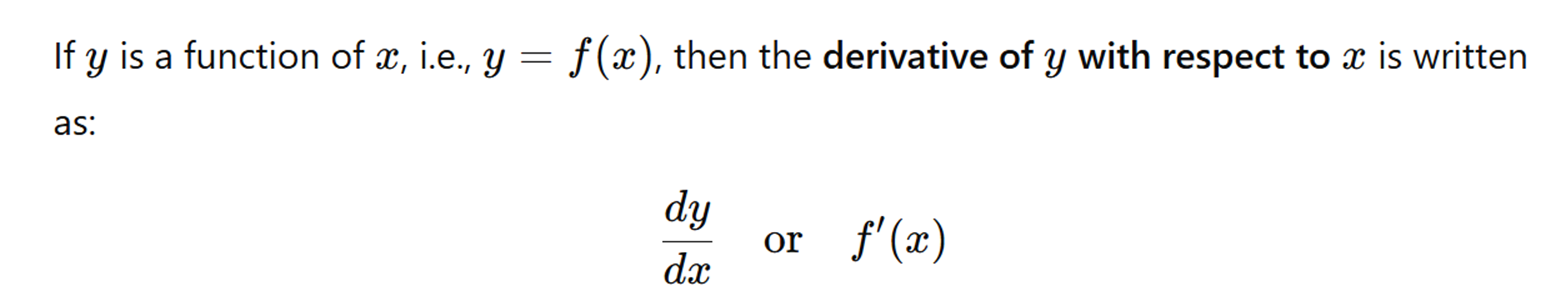 If y is a function of x, i.e., y = f(x), then the derivative of y with respect to x is written
as:
dy/dx or f′(x)